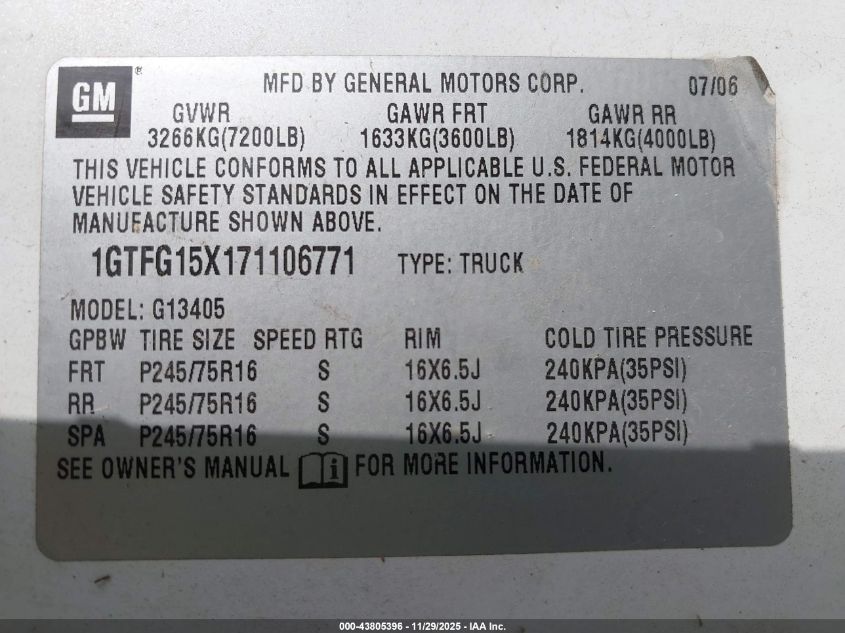 GM® MFD BY GENERAL MOTORS CORP. 07/06
GVWR GAWR FRT GAWR RR
3266KG(7200LB) 1633KG(3600LB) 1814KG(4000LB)
THIS VEHICLE CONFORMS TO ALL APPLICABLE U.S. FEDERAL MOTOR
VEHICLE SAFETY STANDARDS IN EFFECT ON THE DATE OF
MANUFACTURE SHOWN ABOVE.
1GTFG15X171106771 TYPE: TRUCK
MODEL: G13405
GPBW TIRE SIZE SPEED RTG RIM COLD TIRE PRESSURE
FRT P245/75R16 S 16X6.5J 240KPA(35PSI)
RR P245/75R16 S 16X6.5J 240KPA(35PSI)
SPA P245/75R16 S 16X6.5J 240KPA(35PSI)
SEE OWNER'S MANUAL i FOR MORE INFORMATION.
000-43805396 - 11/29/2025 - IAA Inc.